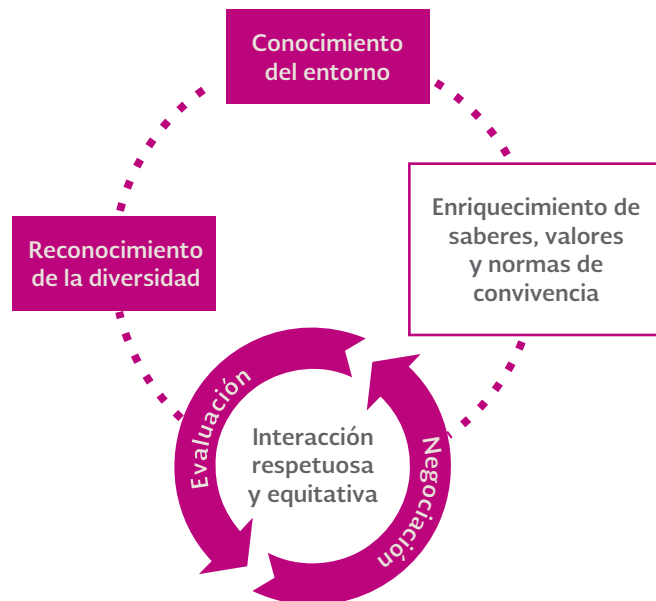 Conocimiento
del entorno
Enriquecimiento de
saberes, valores
y normas de
convivencia
Reconocimiento
de la diversidad
Evaluación
Interacción
respetuosa
y equitativa
Negociación